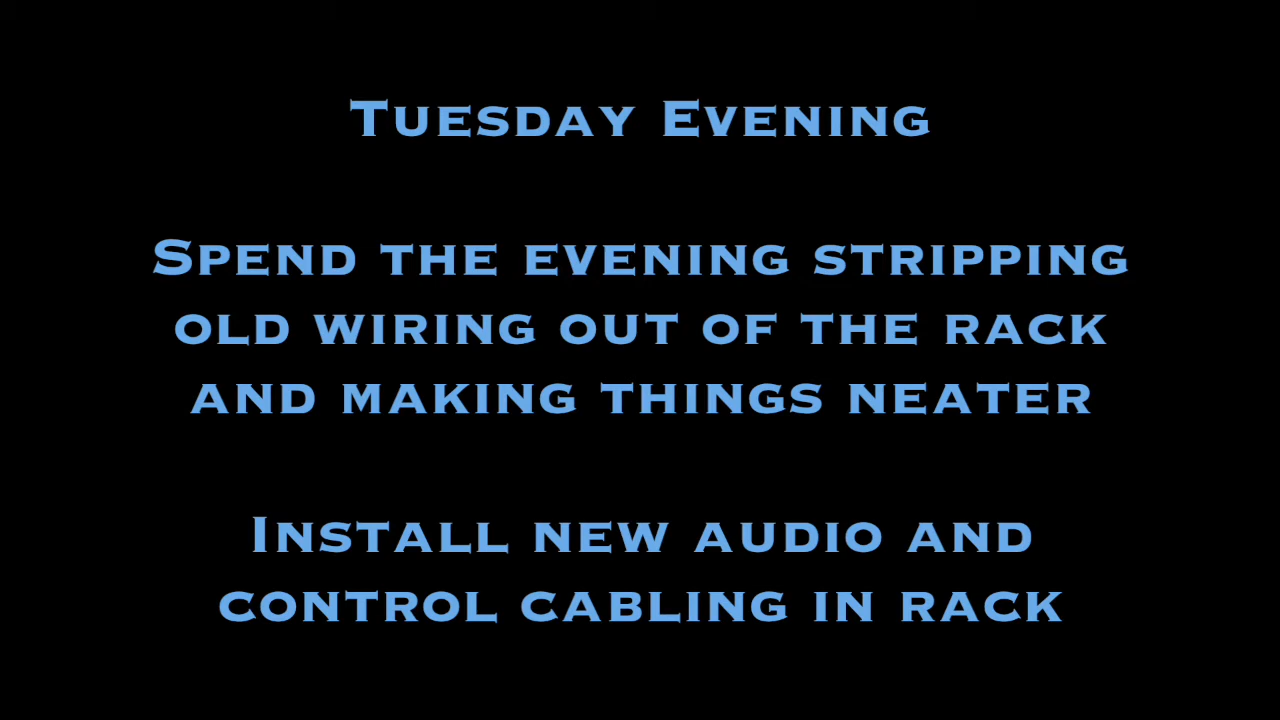 Tuesday Evening
Spend the evening stripping
old wiring out of the rack
and making things neater
Install new audio and
control cabling in rack